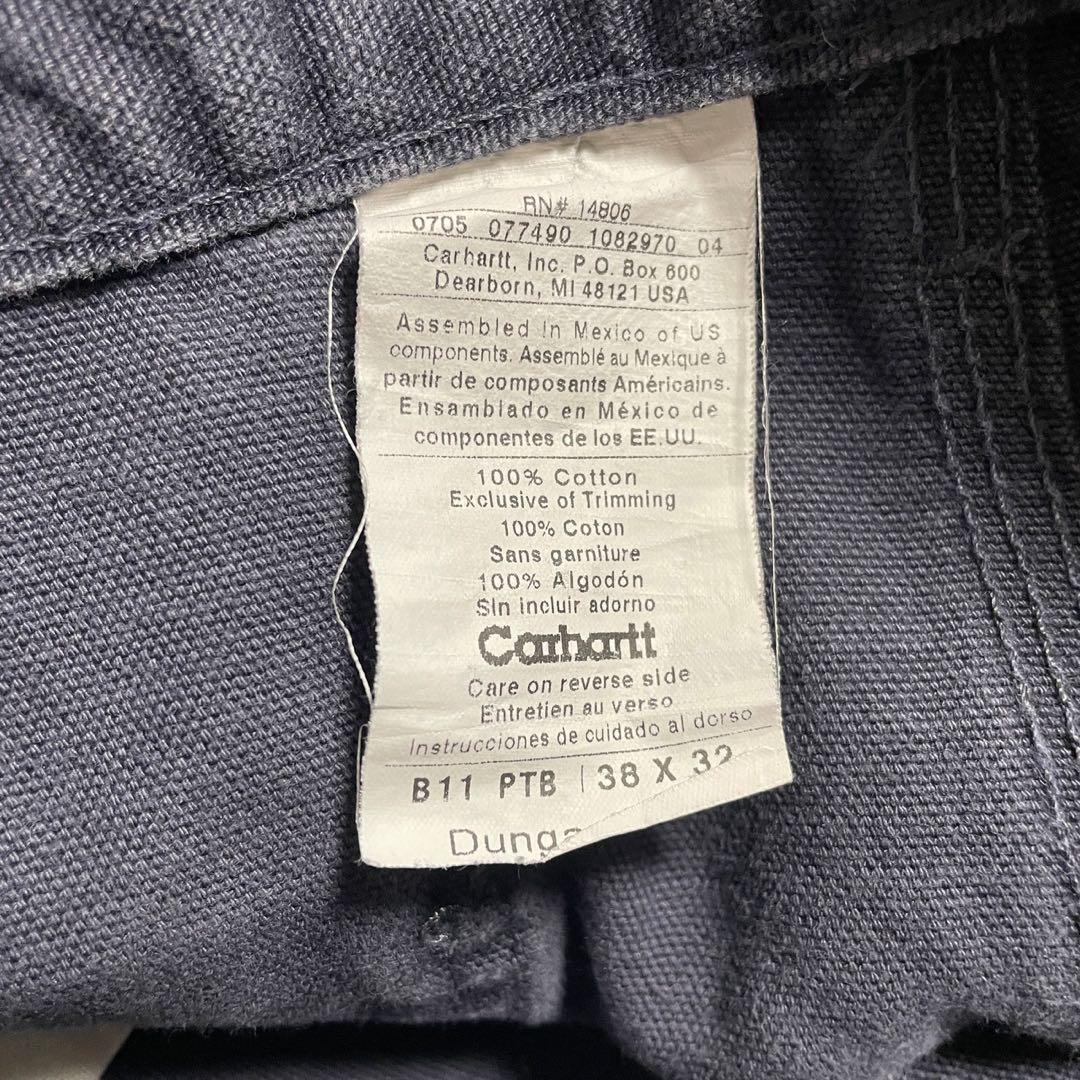 RN# 14806
0705 077490 1082970 04
Carhartt, Inc. P.O. Box 600
Dearborn, MI 48121 USA
Assembled in Mexico of US
components. Assemblé au Mexique à
partir de composants Américains.
Ensamblado en México de
componentes de los EE.UU.
100% Cotton
Exclusive of Trimming
100% Coton
Sans garniture
100% Algodón
Sin incluir adorno
Carhartt
Care on reverse side
Entretien au verso
Instrucciones de cuidado al dorso
B11 PTB | 38 X 32